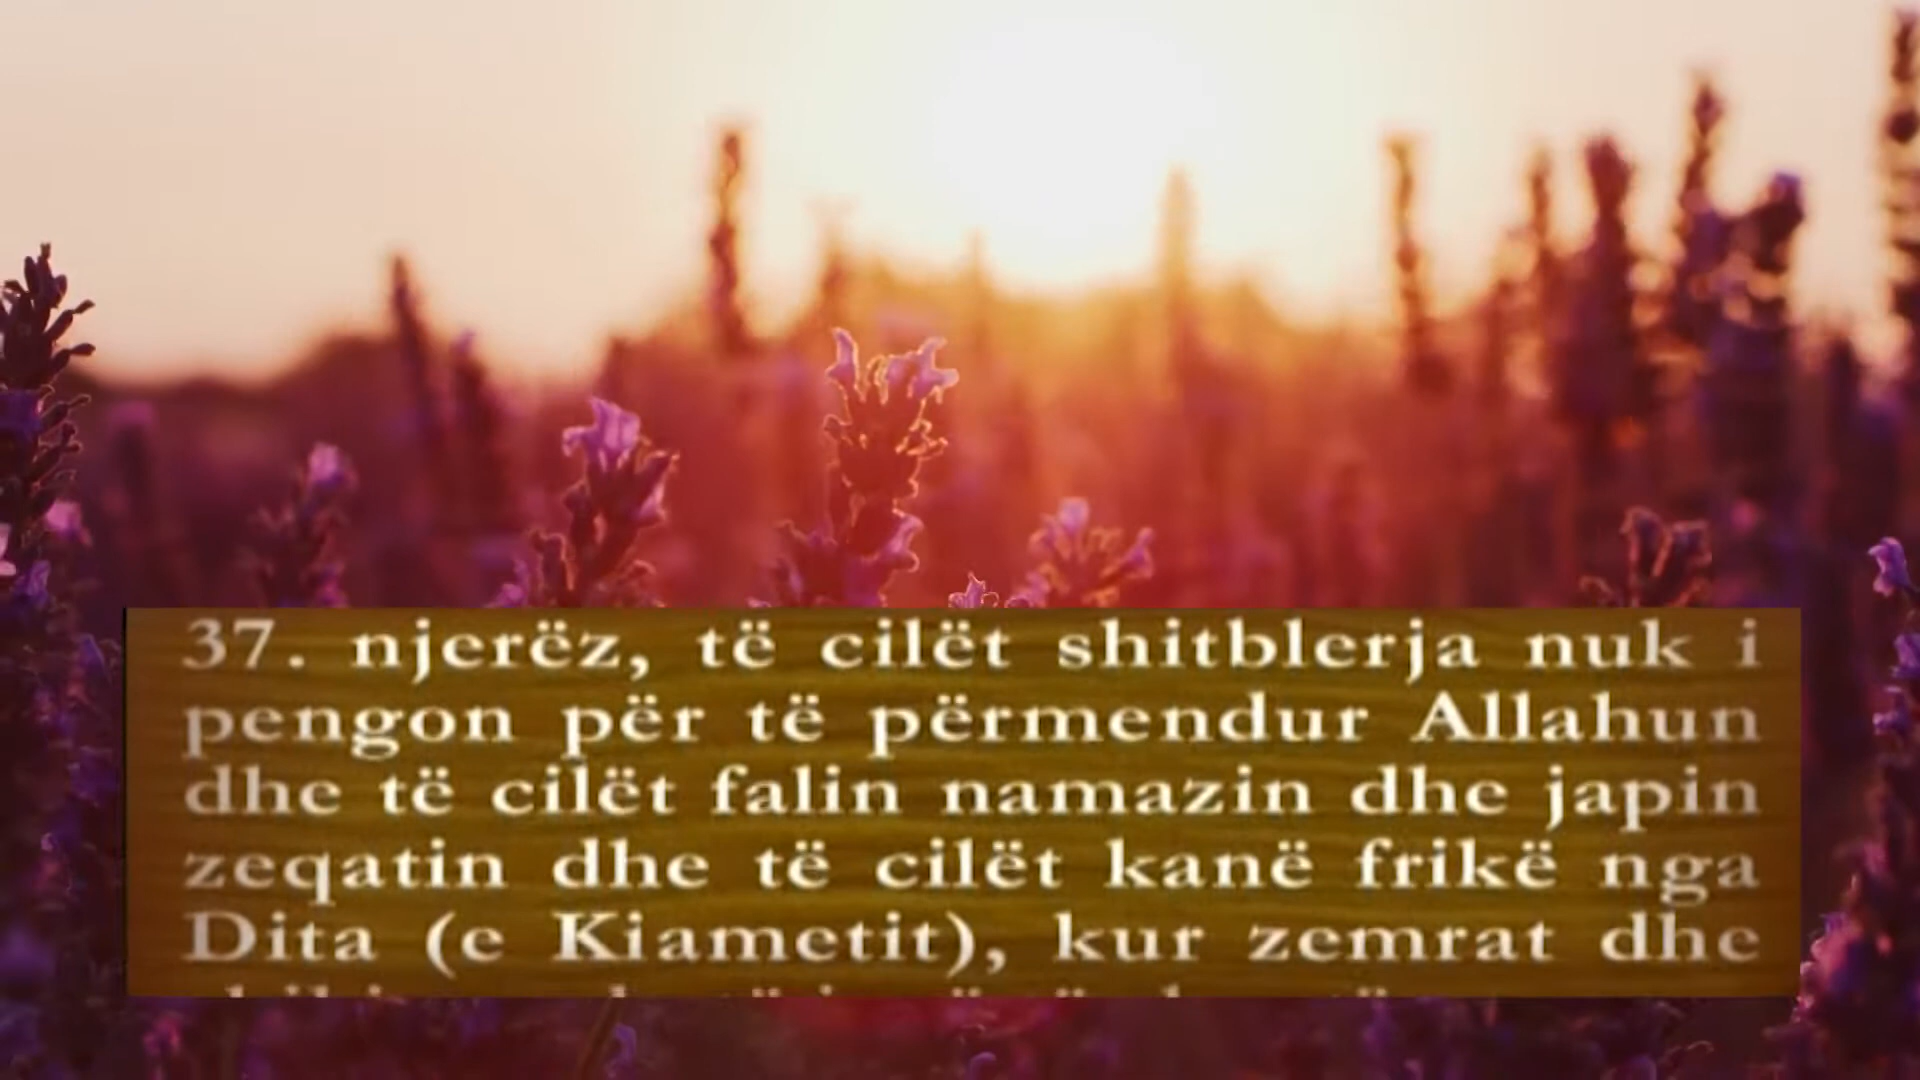 37. njerëz, të cilët shitblerja nuk i
pengon për të përmendur Allahun
dhe të cilët falin namazin dhe japin
zeqatin dhe të cilët kanë frikë nga
Dita (e Kiametit), kur zemrat dhe